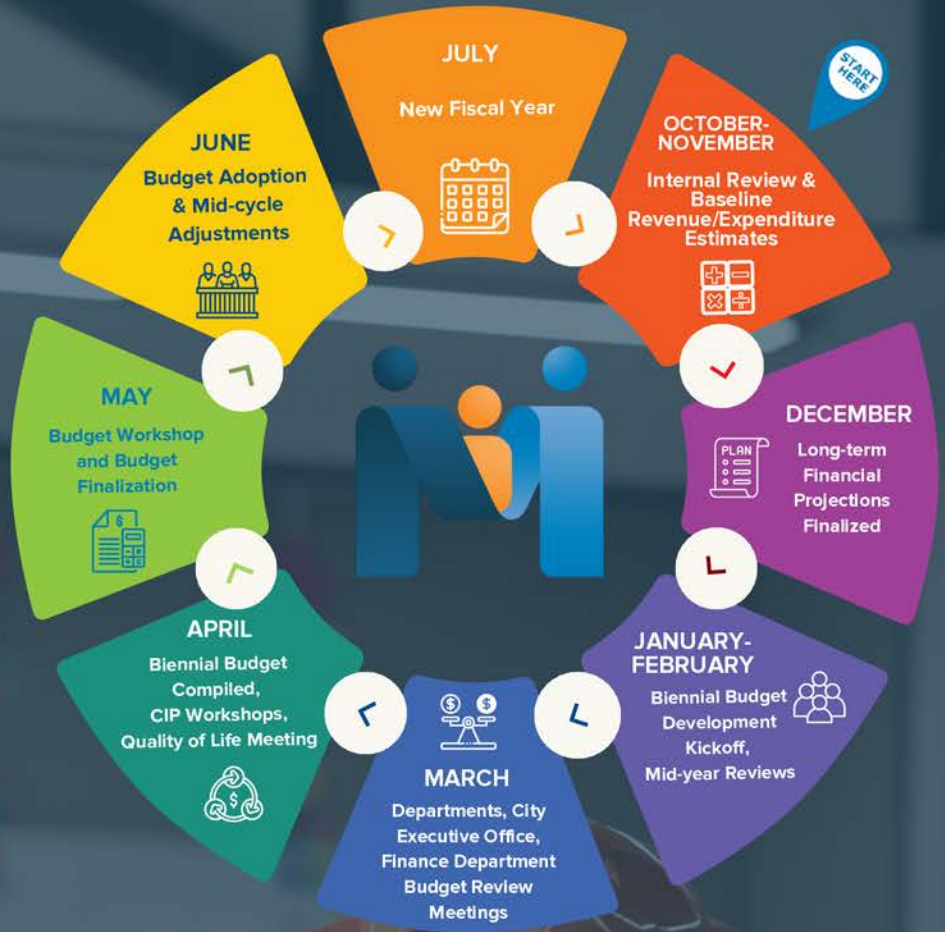 START
HERE
OCTOBER-
NOVEMBER
Internal Review &
Baseline
Revenue/Expenditure
Estimates
DECEMBER
PLAN
Long-term
Financial
Projections
Finalized
JANUARY-
FEBRUARY
Biennial Budget
Development
Kickoff,
Mid-year Reviews
$ $
MARCH
Departments, City
Executive Office,
Finance Department
Budget Review
Meetings
APRIL
Biennial Budget
Compiled,
CIP Workshops,
Quality of Life Meeting
$
MAY
Budget Workshop
and Budget
Finalization
$
JUNE
Budget Adoption
& Mid-cycle
Adjustments
JULY
New Fiscal Year